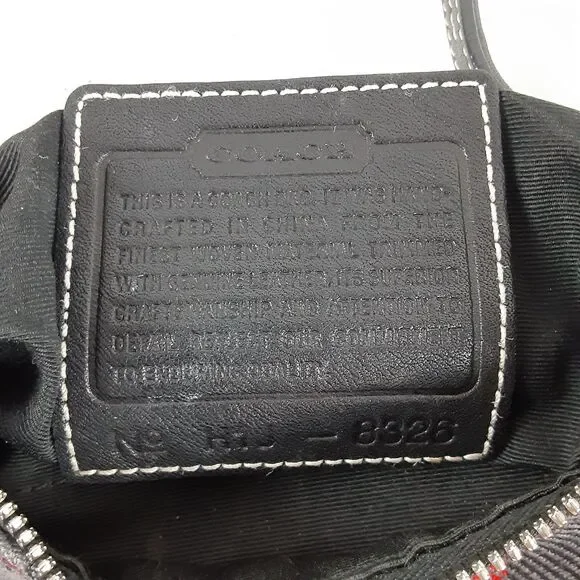 COACH
THIS IS A COACH BAG. IT WAS HAND-
CRAFTED IN CHINA FROM THE
FINEST WOVEN MATERIAL TRIMMED
WITH GENUINE LEATHER. ITS SUPERIOR
CRAFTSMANSHIP AND ATTENTION TO
DETAIL REFLECT OUR COMMITMENT
TO ENDURING QUALITY.
No - 8326